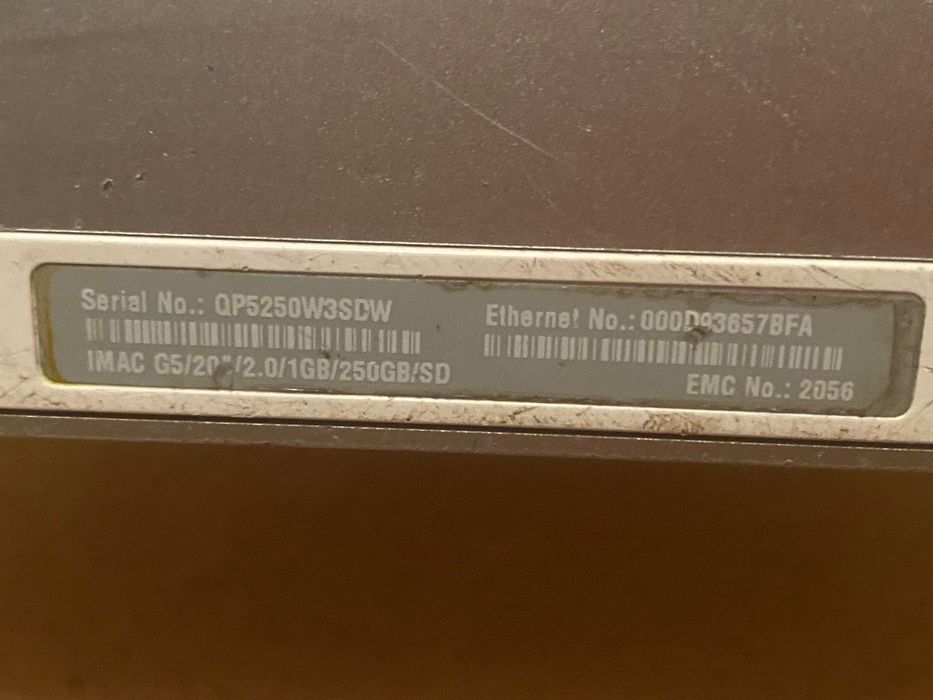 Serial No.: QP5250W3SDW
IMAC G5/20"/2.0/1GB/250GB/SD
Ethernet No.: 000D93657BFA
EMC No.: 2056